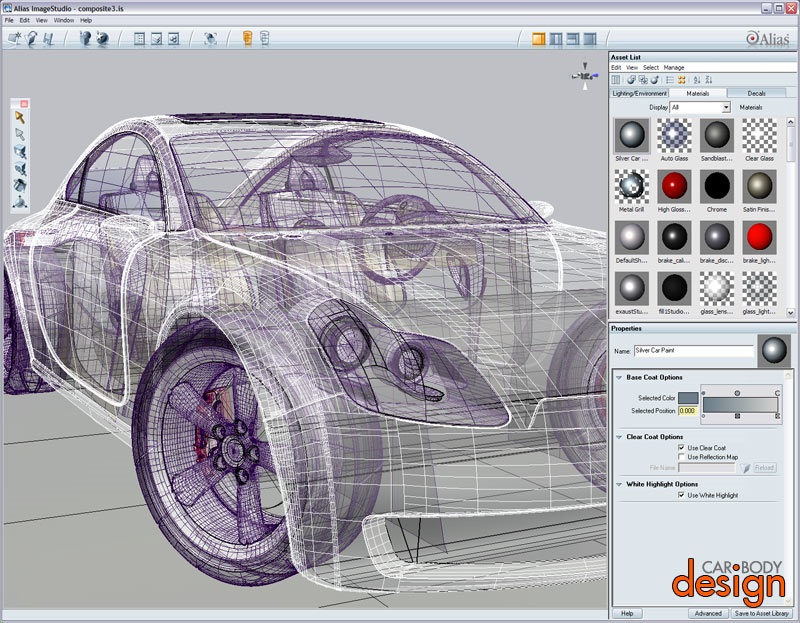 Alias ImageStudio - composite3.is
File Edit View Window Help
Alias
Asset List
Edit View Select Manage
Lighting/Environment Materials Decals
Display All Materials
Silver Car ... Auto Glass Sandblast... Clear Glass
Metal Grill High Gloss... Chrome Satin Finis...
DefaultSh... brake_cali... brake_disc... brake_ligh...
exaustStu... fill1Studio... glass_lens... glass_light...
Properties
Name: Silver Car Paint
Base Coat Options
Selected Color
Selected Position 0.000
Clear Coat Options
Use Clear Coat
Use Reflection Map
File Name Reload
White Highlight Options
Use White Highlight
CAR BODY
design
Help Advanced Save to Asset Library